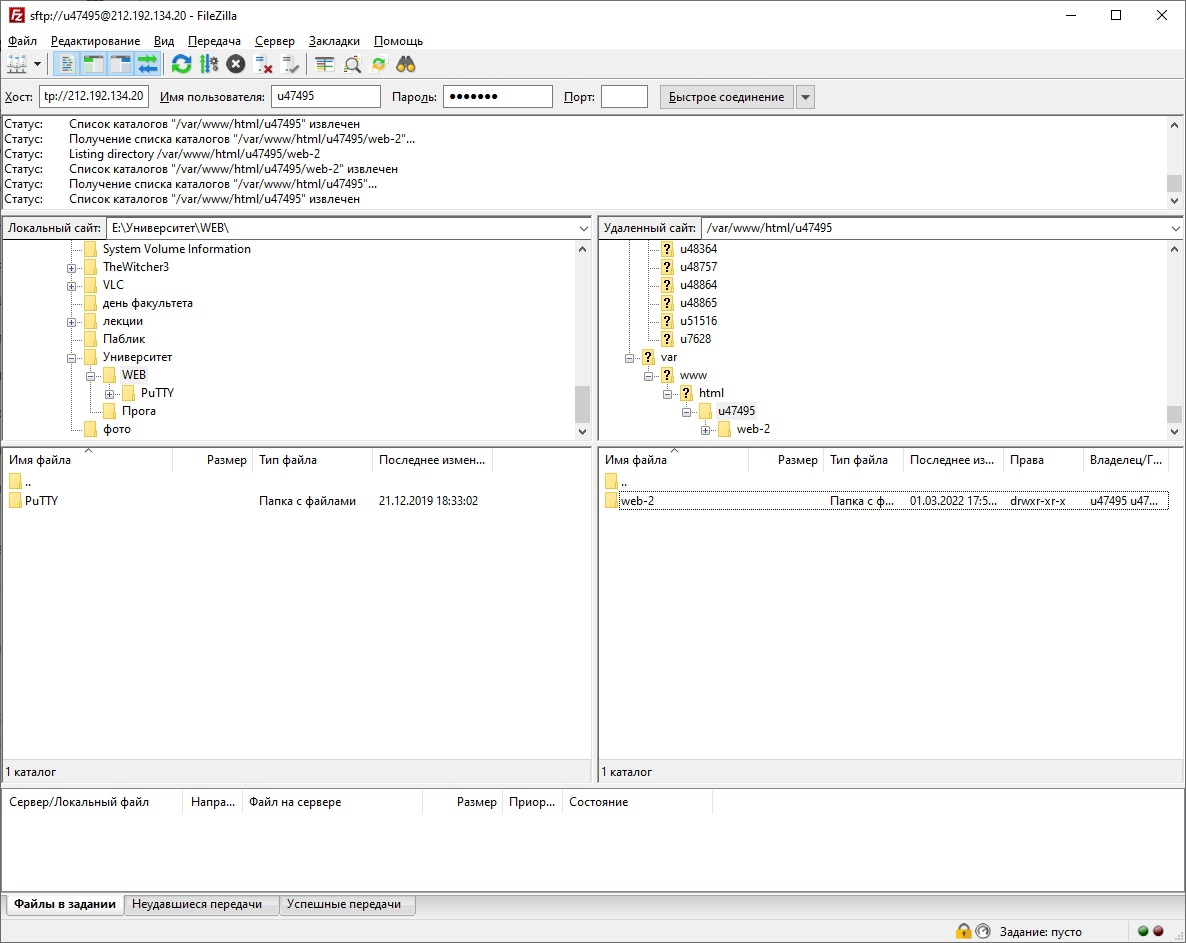 sftp://u47495@212.192.134.20 - FileZilla
Файл Редактирование Вид Передача Сервер Закладки Помощь
Хост: tp://212.192.134.20 Имя пользователя: u47495 Пароль: ●●●●●●● Порт: Быстрое соединение
Статус: Список каталогов "/var/www/html/u47495" извлечен
Статус: Получение списка каталогов "/var/www/html/u47495/web-2"...
Статус: Listing directory /var/www/html/u47495/web-2
Статус: Список каталогов "/var/www/html/u47495/web-2" извлечен
Статус: Получение списка каталогов "/var/www/html/u47495"...
Статус: Список каталогов "/var/www/html/u47495" извлечен
Локальный сайт: E:\Университет\WEB\
System Volume Information
TheWitcher3
VLC
день факультета
лекции
Паблик
Университет
WEB
PuTTY
Прога
фото
Удаленный сайт: /var/www/html/u47495
u48364
u48757
u48864
u48865
u51516
u7628
var
www
html
u47495
web-2
Имя файла Размер Тип файла Последнее измен...
..
PuTTY Папка с файлами 21.12.2019 18:33:02
1 каталог
Имя файла Размер Тип файла Последнее из... Права Владелец/Г...
..
web-2 Папка с ф... 01.03.2022 17:5... drwxr-xr-x u47495 u47...
1 каталог
Сервер/Локальный файл Напра... Файл на сервере Размер Приор... Состояние
Файлы в задании Неудавшиеся передачи Успешные передачи
Задание: пусто